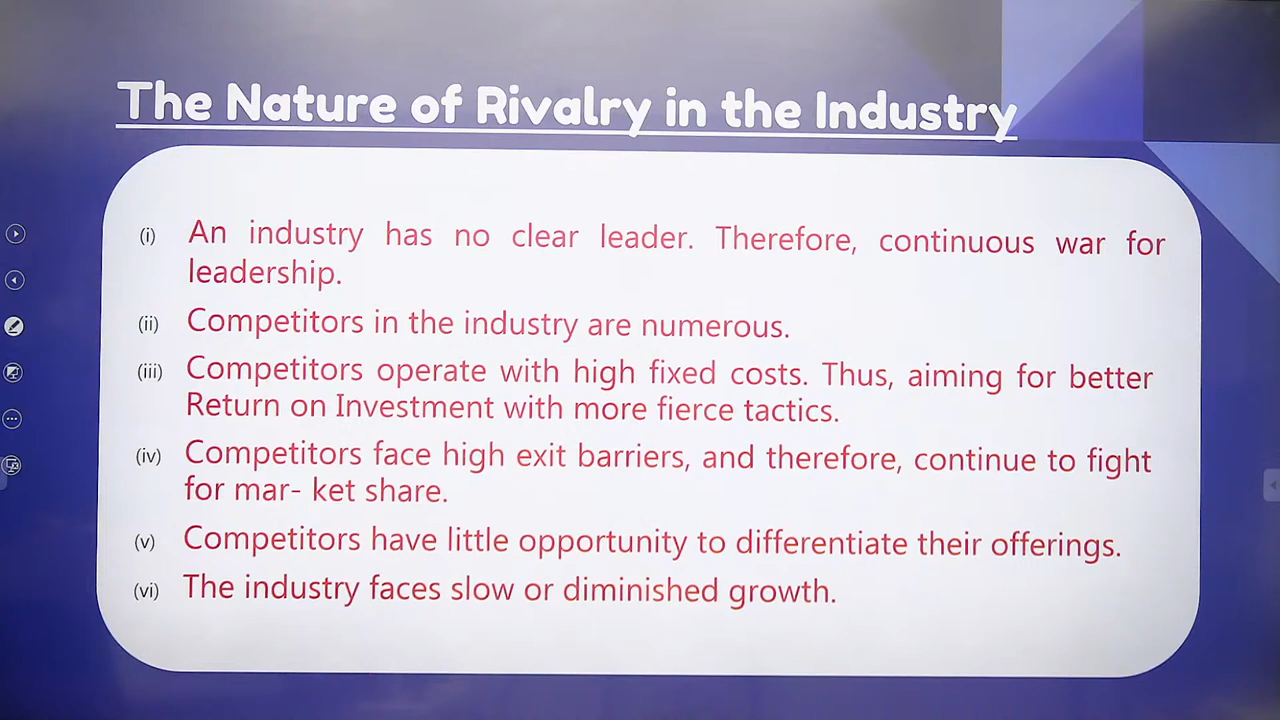 The Nature of Rivalry in the Industry
(i) An industry has no clear leader. Therefore, continuous war for
leadership.
(ii) Competitors in the industry are numerous.
(iii) Competitors operate with high fixed costs. Thus, aiming for better
Return on Investment with more fierce tactics.
(iv) Competitors face high exit barriers, and therefore, continue to fight
for mar- ket share.
(v) Competitors have little opportunity to differentiate their offerings.
(vi) The industry faces slow or diminished growth.